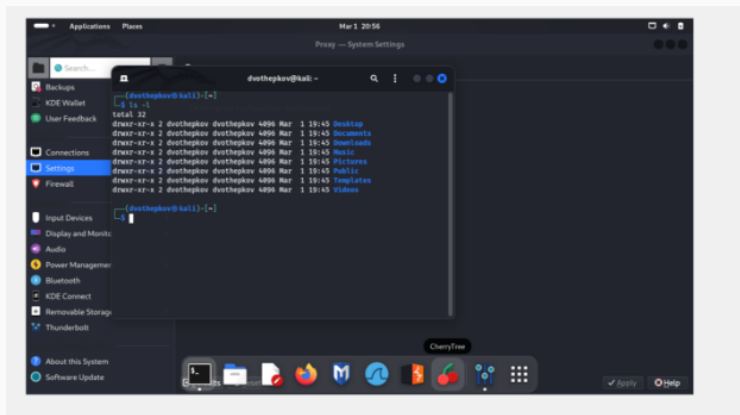 Applications Places Mar 1 20:56
Proxy — System Settings
Search...
Backups
KDE Wallet
User Feedback
Connections
Settings
Firewall
Input Devices
Display and Monito
Audio
Power Managemen
Bluetooth
KDE Connect
Removable Storag
Thunderbolt
About this System
Software Update
dvothepkov@kali: ~
(dvothepkov㉿kali)-[~]
$ ls -l
total 32
drwxr-xr-x 2 dvothepkov dvothepkov 4096 Mar 1 19:45 Desktop
drwxr-xr-x 2 dvothepkov dvothepkov 4096 Mar 1 19:45 Documents
drwxr-xr-x 2 dvothepkov dvothepkov 4096 Mar 1 19:45 Downloads
drwxr-xr-x 2 dvothepkov dvothepkov 4096 Mar 1 19:45 Music
drwxr-xr-x 2 dvothepkov dvothepkov 4096 Mar 1 19:45 Pictures
drwxr-xr-x 2 dvothepkov dvothepkov 4096 Mar 1 19:45 Public
drwxr-xr-x 2 dvothepkov dvothepkov 4096 Mar 1 19:45 Templates
drwxr-xr-x 2 dvothepkov dvothepkov 4096 Mar 1 19:45 Videos
(dvothepkov㉿kali)-[~]
$
CherryTree
Apply Help